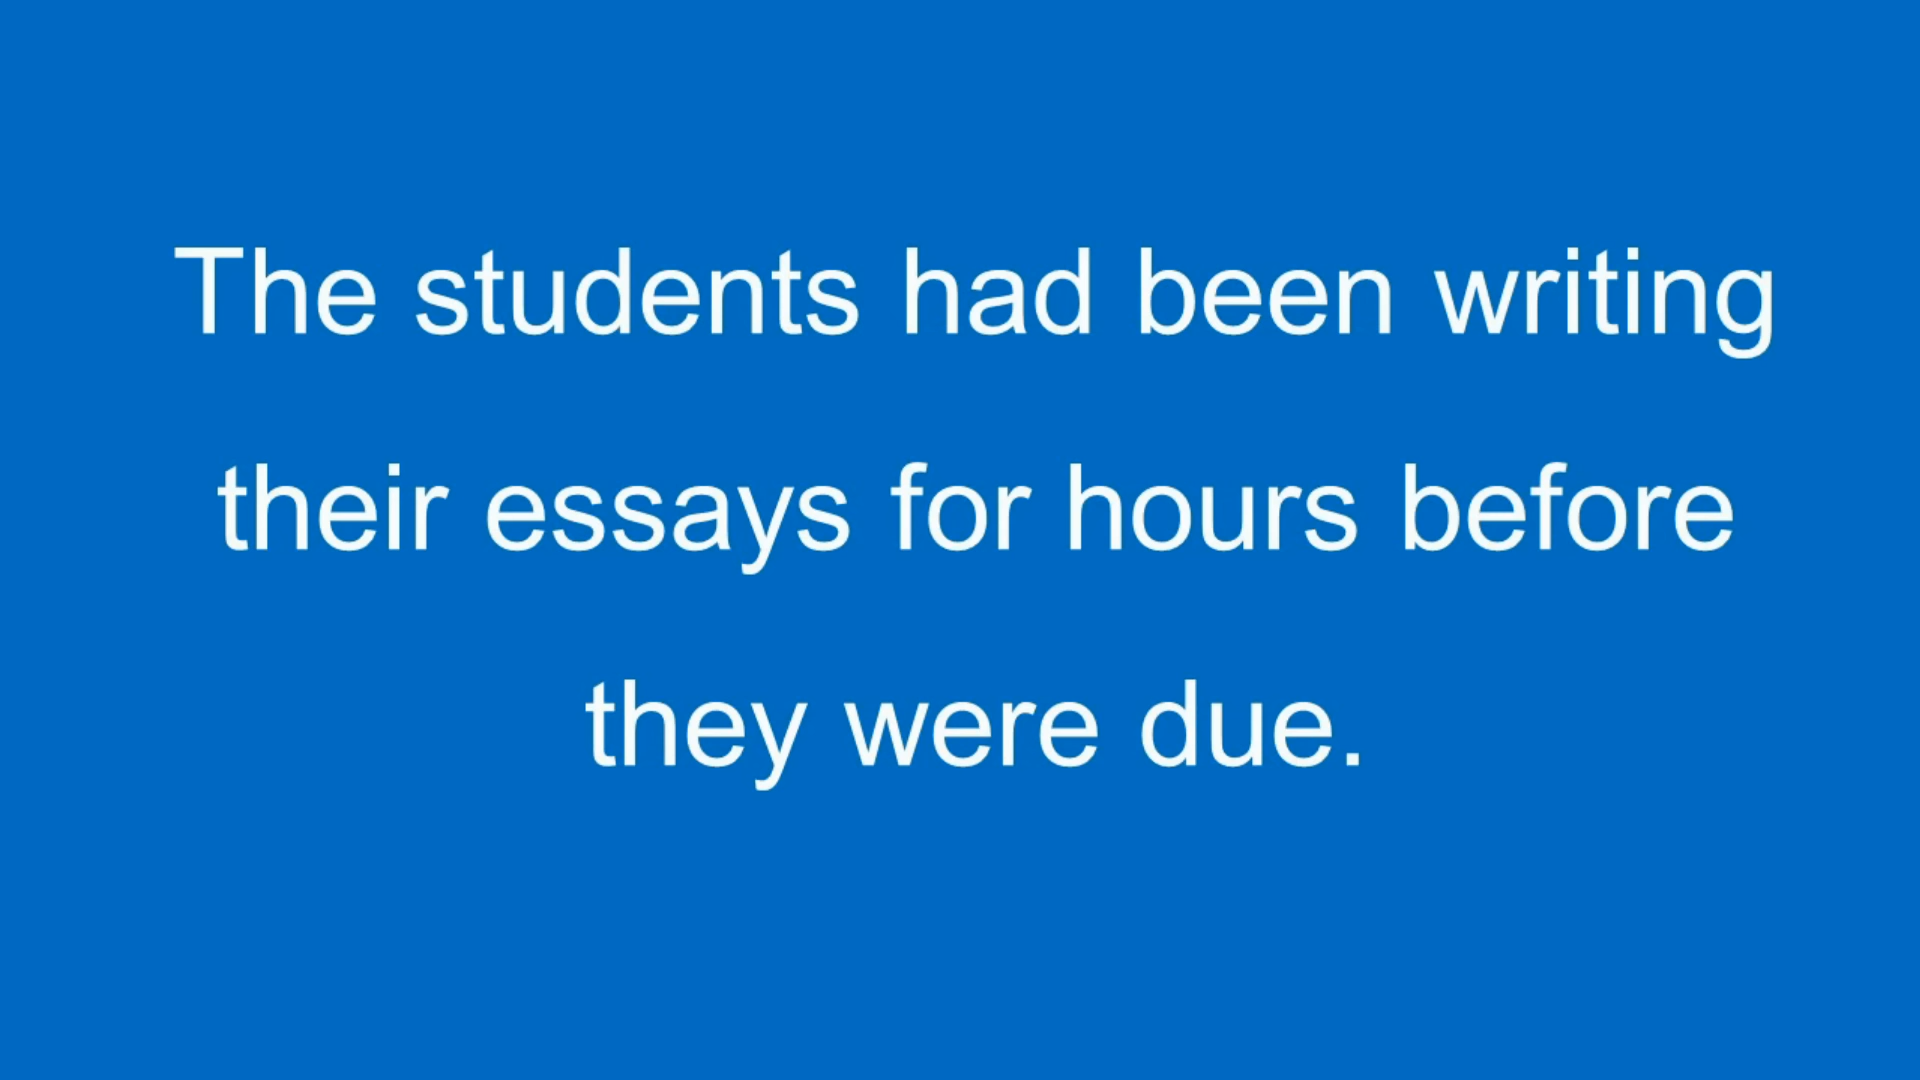 The students had been writing
their essays for hours before
they were due.